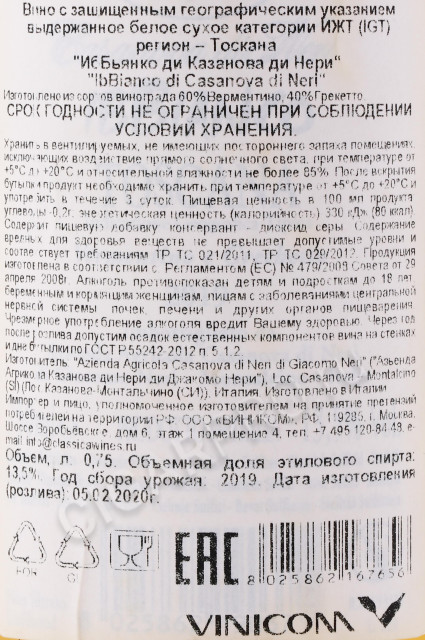 Вино с защищенным географическим указанием
выдержанное белое сухое категории ИЖТ (IGT)
регион – Тоскана
"ИбБьянко ди Казанова ди Нери"
"IbBianco di Casanova di Neri"
Изготовлено из сортов винограда 60% Верментино, 40% Грекетто
СРОК ГОДНОСТИ НЕ ОГРАНИЧЕН ПРИ СОБЛЮДЕНИИ
УСЛОВИЙ ХРАНЕНИЯ.
Хранить в вентилируемых, не имеющих постороннего запаха помещениях,
исключающих воздействие прямого солнечного света, при температуре от
+5°С до +20°С и относительной влажности не более 85%. После вскрытия
бутылки продукт необходимо хранить при температуре от +5°С до +20°С и
употребить в течение 3 суток. Пищевая ценность в 100 мл продукта:
углеводы -0,2г, энергетическая ценность (калорийность) 330 кДж (80 ккал)
Содержит пищевую добавку консервант - диоксид серы. Содержание
вредных для здоровья веществ не превышает допустимые уровни и
соответствует требованиям ТР ТС 021/2011, ТР ТС 029/2012. Продукция
изготовлена в соответствии с Регламентом (ЕС) № 479/2008 Совета от 29
апреля 2008г. Алкоголь противопоказан детям и подросткам до 18 лет,
беременным и кормящим женщинам, лицам с заболеваниями центральной
нервной системы, почек, печени и других органов пищеварения.
Чрезмерное употребление алкоголя вредит Вашему здоровью. Через год
после розлива допустим осадок естественных компонентов вина на стенках
и дне бутылки по ГОСТ Р 55242-2012 п. 5.1.2.
Изготовитель: "Azienda Agricola Casanova di Neri di Giacomo Neri" ("Азьенда
Агрикола Казанова ди Нери ди Джакомо Нери"), Loc. Casanova – Montalcino
(SI) (Лок. Казанова-Монтальчино (СИ)), Италия. Изготовлено в Италии
Импортер и лицо, уполномоченное изготовителем на принятие претензий
потребителей на территории РФ: ООО «ВИНИКОМ», РФ, 119285, г. Москва,
Шоссе Воробьёвское, дом 6, этаж 1 помещение 4, тел. +7 495 120-84-48, e-
mail info@classicawines.ru
Объем, л. 0,75. Объемная доля этилового спирта:
13,5%. Год сбора урожая: 2019. Дата изготовления
(розлива): 05.02.2020г.
EAC
8 025862 167656
VINICOM